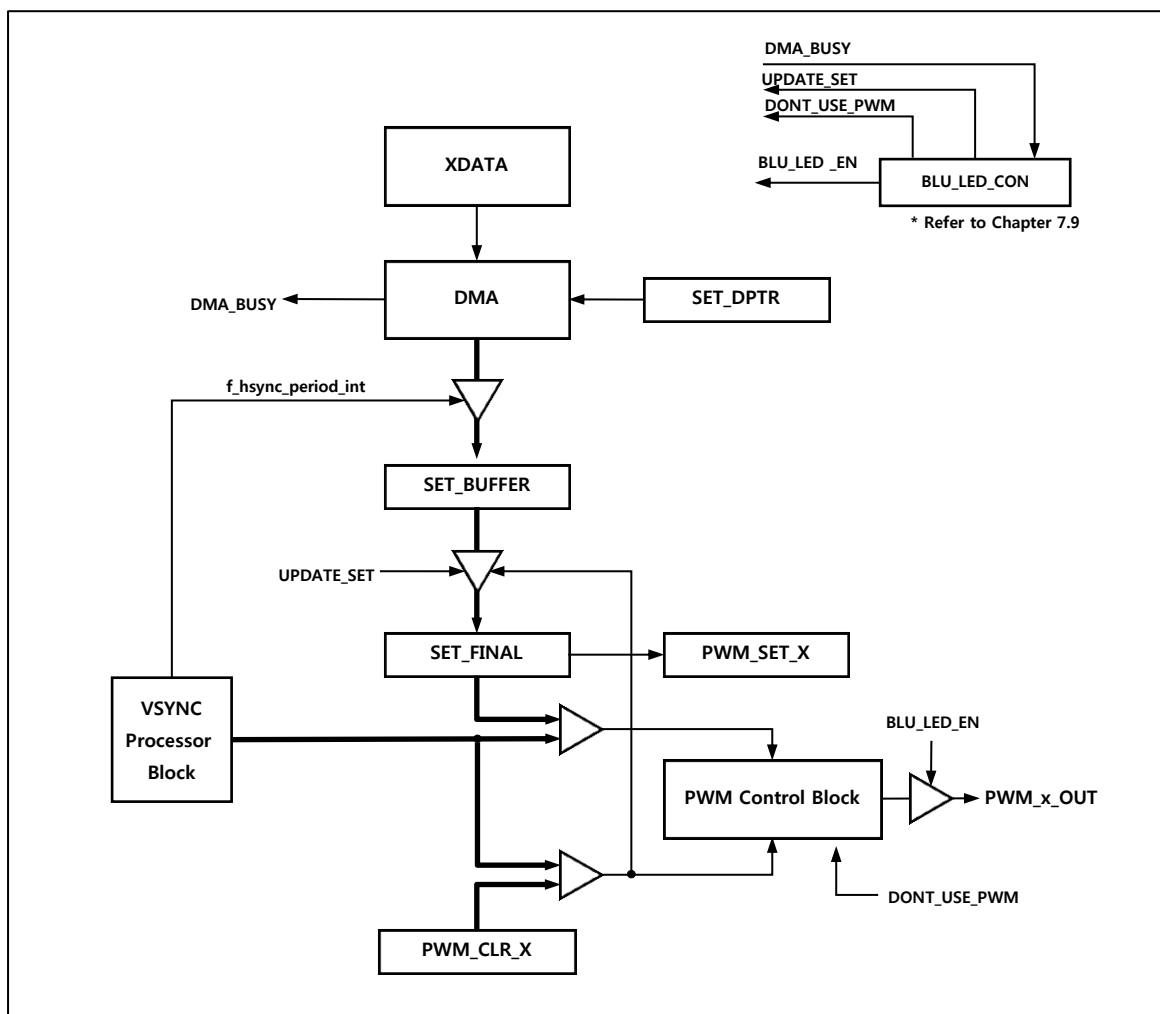 DMA_BUSY
UPDATE_SET
DONT_USE_PWM
BLU_LED _EN
BLU_LED_CON
* Refer to Chapter 7.9
XDATA
DMA
SET_DPTR
DMA_BUSY
f_hsync_period_int
SET_BUFFER
UPDATE_SET
SET_FINAL
PWM_SET_X
VSYNC
Processor
Block
BLU_LED_EN
PWM Control Block
PWM_x_OUT
DONT_USE_PWM
PWM_CLR_X